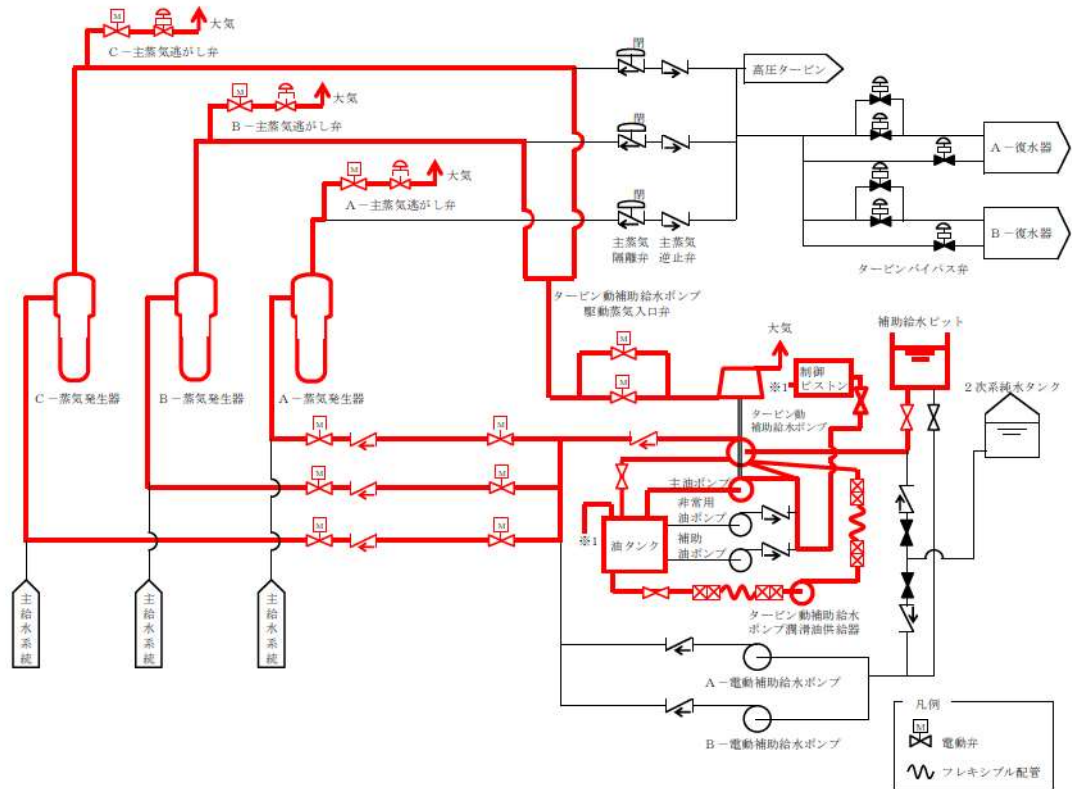 大気
C－主蒸気逃がし弁
M
大気
B－主蒸気逃がし弁
M
大気
A－主蒸気逃がし弁
M
閉
閉
閉
主蒸気
隔離弁
主蒸気
逆止弁
高圧タービン
A－復水器
B－復水器
タービンバイパス弁
C－蒸気発生器
B－蒸気発生器
A－蒸気発生器
タービン動補助給水ポンプ
駆動蒸気入口弁
M
M
大気
※1
制御
ピストン
補助給水ピット
2次系純水タンク
タービン動
補助給水ポンプ
M
M
M
M
M
M
主油ポンプ
非常用
油ポンプ
補助
油ポンプ
※1
油タンク
タービン動補助給水
ポンプ潤滑油供給器
主給水系統
主給水系統
主給水系統
A－電動補助給水ポンプ
B－電動補助給水ポンプ
凡例
M
電動弁
フレキシブル配管